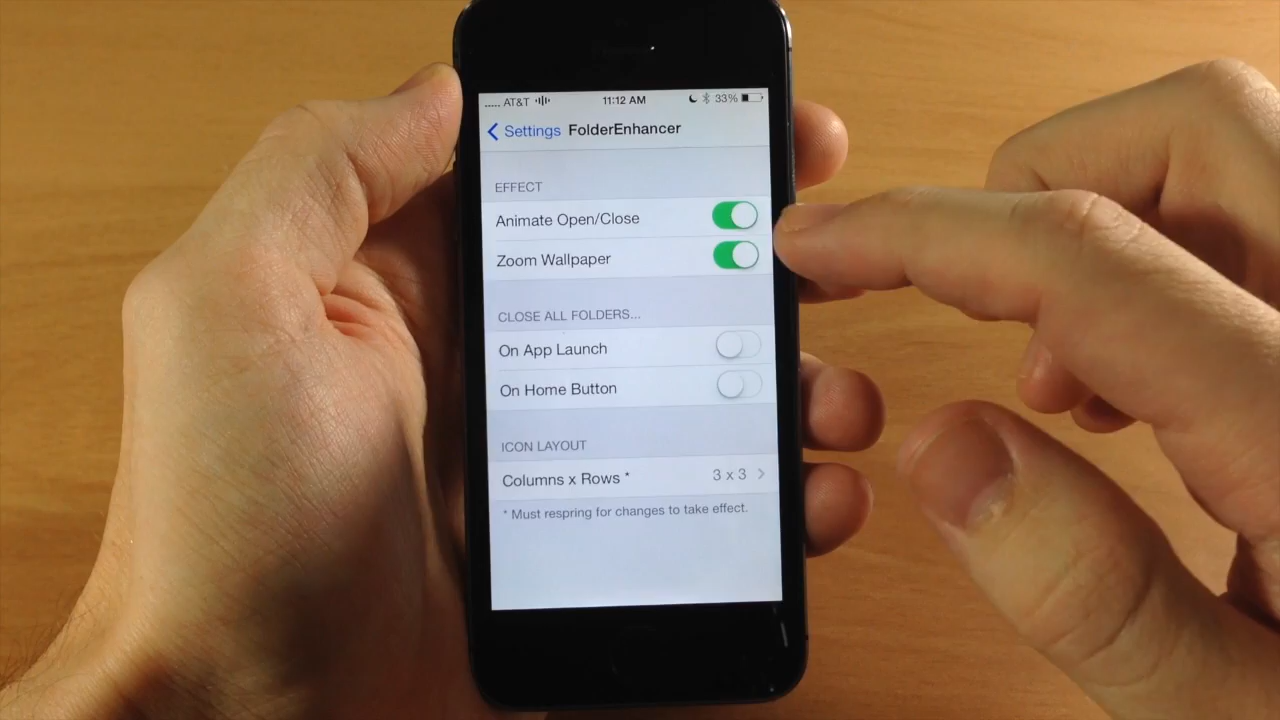 AT&T 11:12 AM 33%
Settings FolderEnhancer
EFFECT
Animate Open/Close
Zoom Wallpaper
CLOSE ALL FOLDERS...
On App Launch
On Home Button
ICON LAYOUT
Columns x Rows * 3 x 3
* Must respring for changes to take effect.